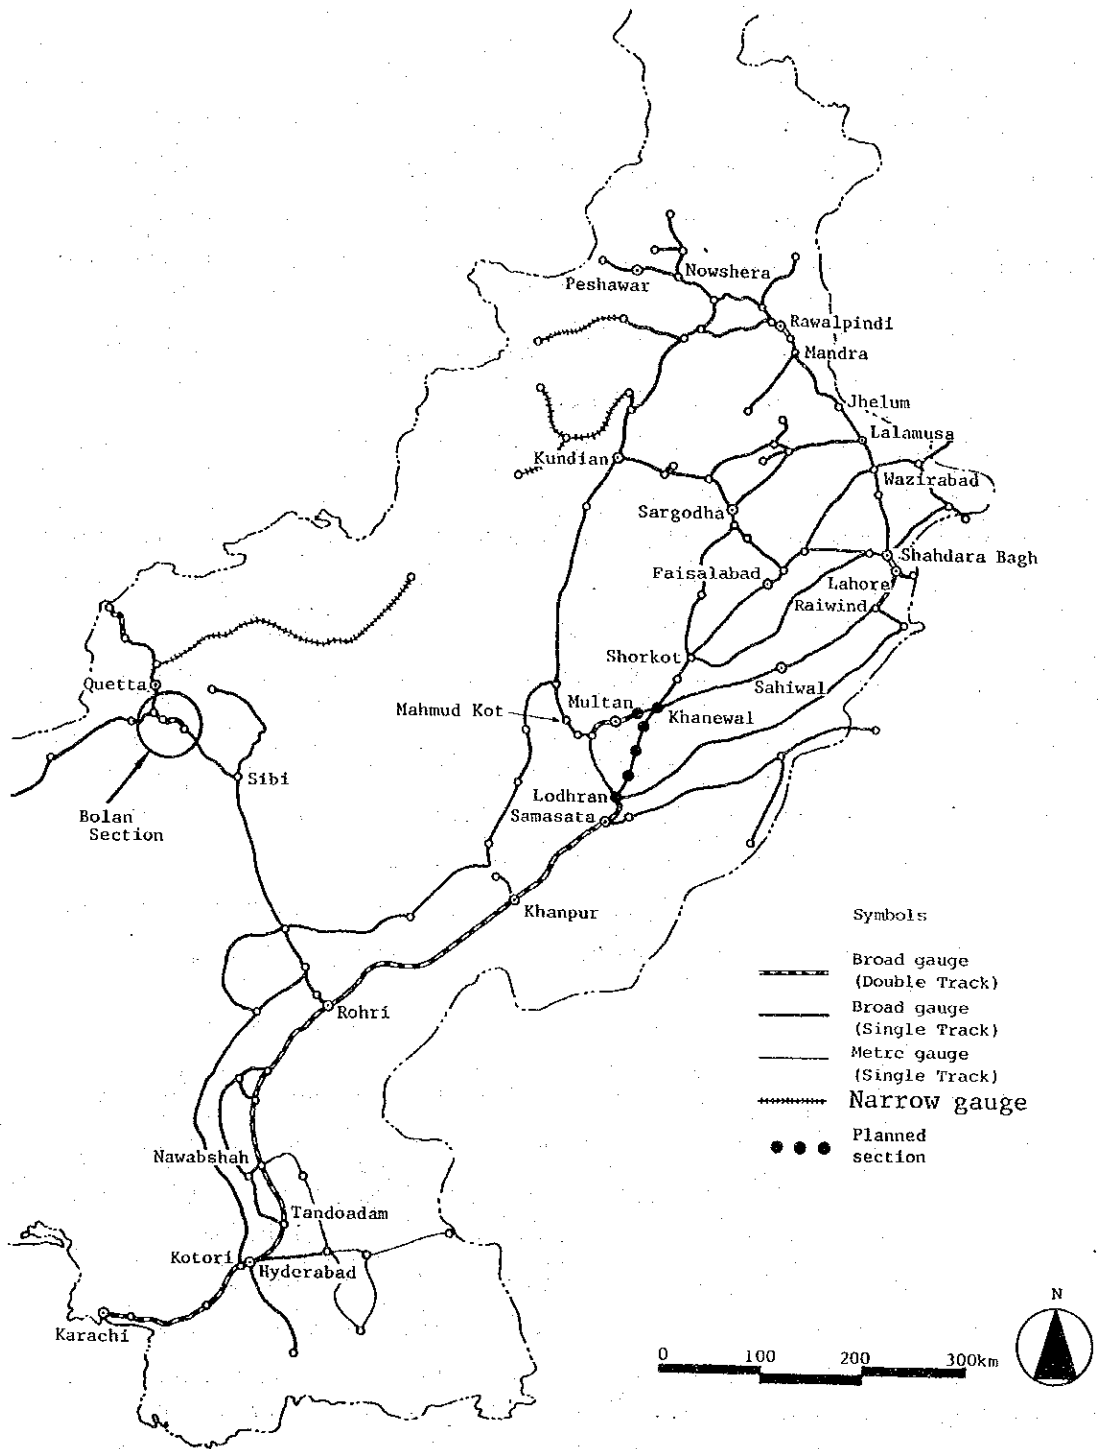 Nowshera
Peshawar
Rawalpindi
Mandra
Jhelum
Lalamusa
Kundian
Wazirabad
Sargodha
Shahdara Bagh
Faisalabad
Lahore
Raiwind
Shorkot
Quetta
Sahiwal
Multan
Mahmud Kot
Khanewal
Sibi
Lodhran
Bolan
Section
Samasata
Khanpur
Symbols
Broad gauge
(Double Track)
Rohri
Broad gauge
(Single Track)
Metre gauge
(Single Track)
Narrow gauge
Planned
section
Nawabshah
Tandoadam
Kotori
Hyderabad
Karachi
N
0 100 200 300km